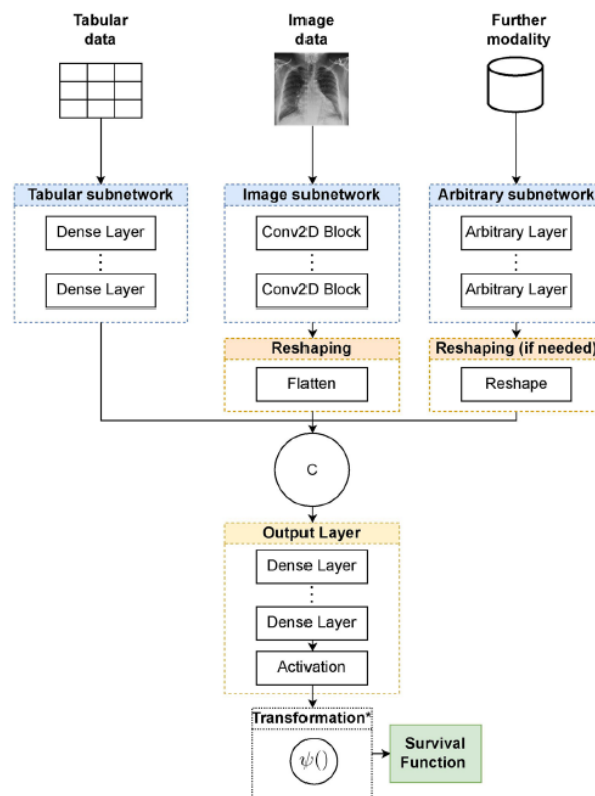 Tabular
data
Image
data
Further
modality
Tabular subnetwork
Dense Layer
Dense Layer
Image subnetwork
Conv2D Block
Conv2D Block
Arbitrary subnetwork
Arbitrary Layer
Arbitrary Layer
Reshaping
Flatten
Reshaping (if needed)
Reshape
C
Output Layer
Dense Layer
Dense Layer
Activation
Transformation*
ψ()
Survival
Function